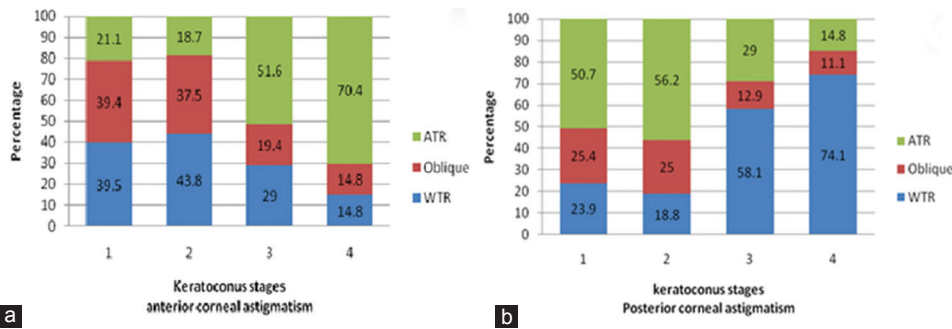 100
90
80
70
60
50
40
30
20
10
0
Percentage
21.1
39.4
39.5
18.7
37.5
43.8
51.6
19.4
29
70.4
14.8
14.8
1 2 3 4
Keratoconus stages
anterior corneal astigmatism
ATR
Oblique
WTR
a
100
90
80
70
60
50
40
30
20
10
0
Percentage
50.7
25.4
23.9
56.2
25
18.8
29
12.9
58.1
14.8
11.1
74.1
1 2 3 4
keratoconus stages
Posterior corneal astigmatism
ATR
Oblique
WTR
b